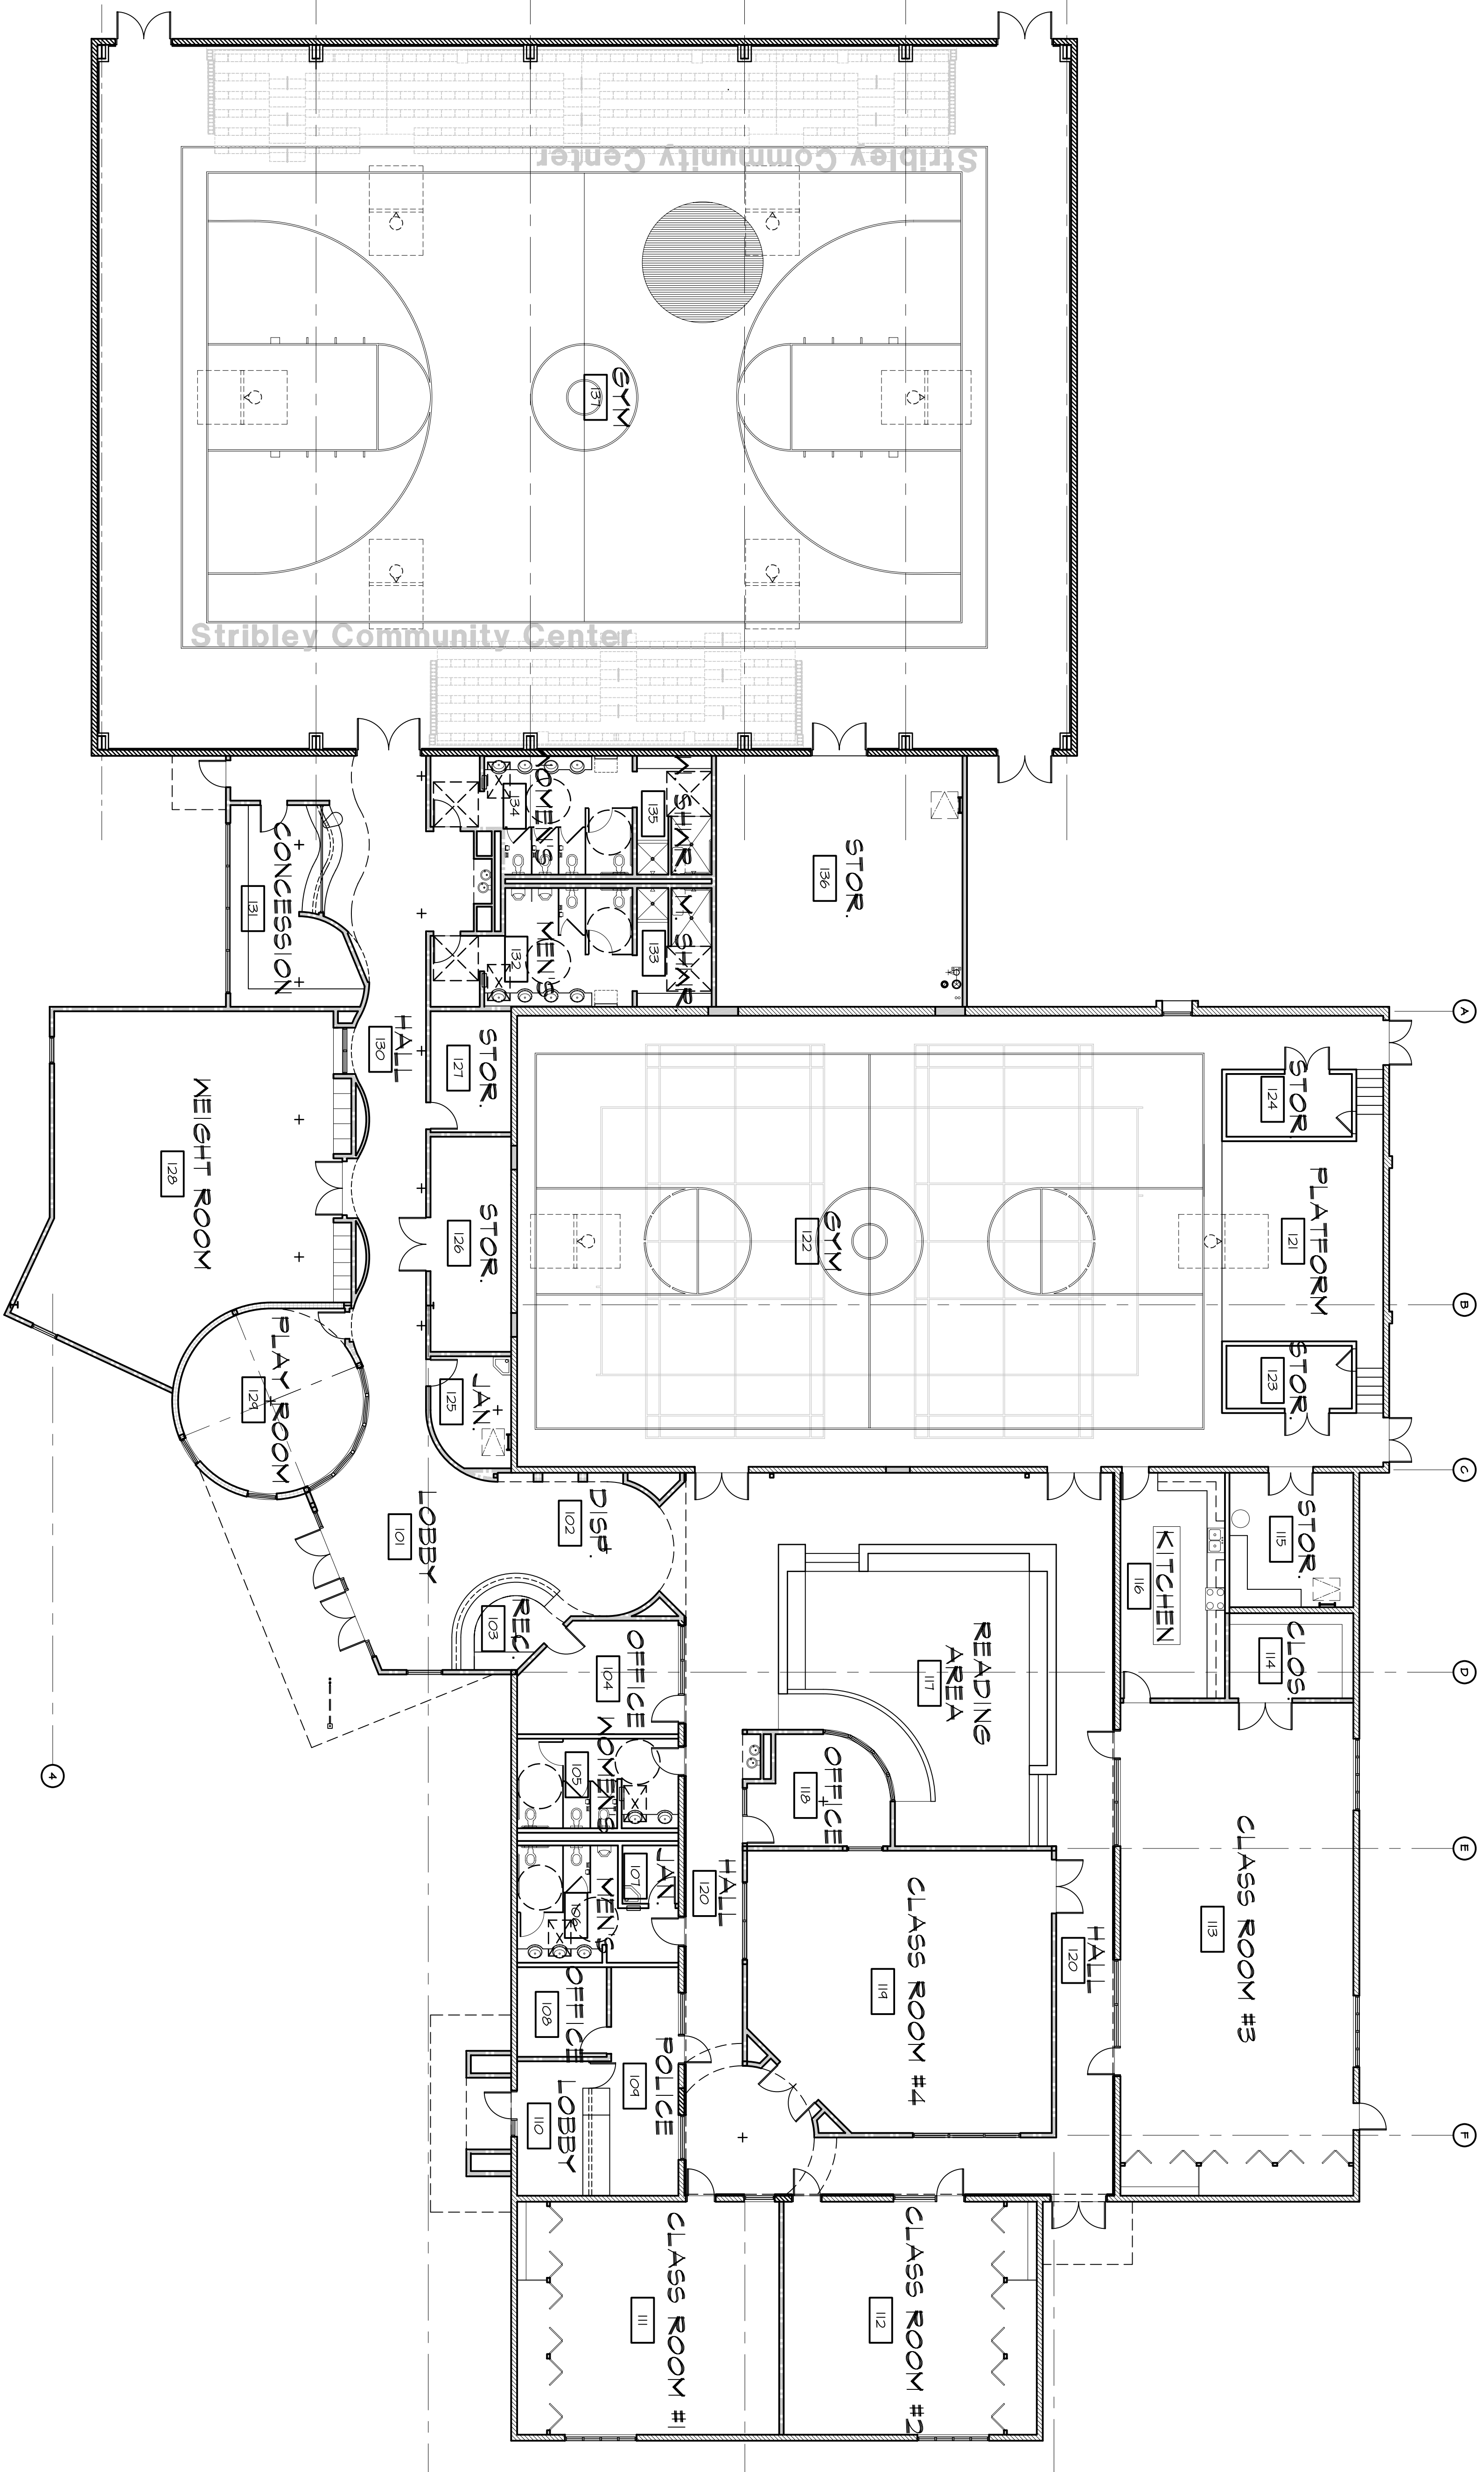 Stribley Community Center
GYM
137
Stribley Community Center
WOMEN'S
134
W. SHWR.
135
MEN'S
132
M. SHWR.
133
STOR.
136
CONCESSION
131
HALL
130
STOR.
127
STOR.
126
JAN.
125
WEIGHT ROOM
128
PLAY ROOM
129
GYM
122
PLATFORM
121
STOR.
124
STOR.
123
LOBBY
101
DISP.
102
REC.
103
OFFICE
104
WOMEN'S
105
MEN'S
106
JAN.
107
OFFICE
108
POLICE
109
LOBBY
110
READING
AREA
117
OFFICE
118
KITCHEN
116
STOR.
115
CLOS.
114
CLASS ROOM #3
113
CLASS ROOM #4
119
HALL
120
HALL
120
CLASS ROOM #1
111
CLASS ROOM #2
112
A
B
C
D
E
F
4